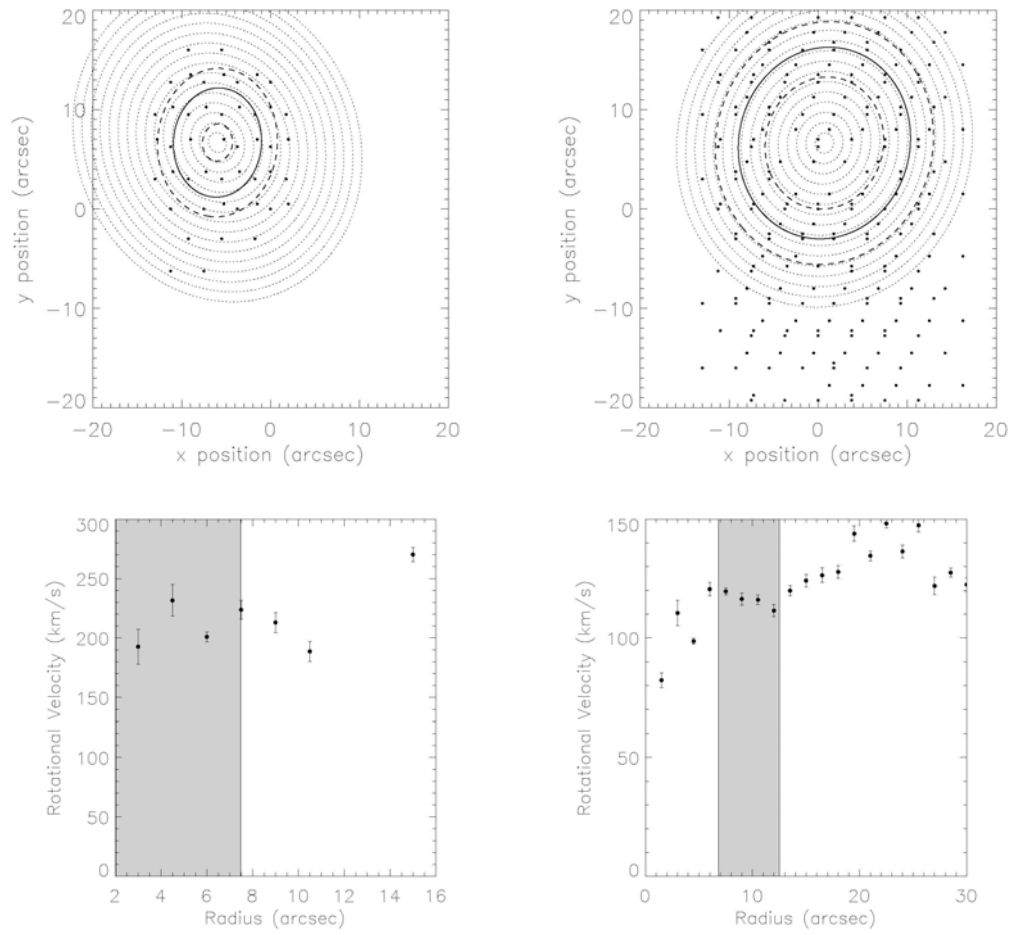 20
10
0
−10
−20
y position (arcsec)
−20 −10 0 10 20
x position (arcsec)
20
10
0
−10
−20
y position (arcsec)
−20 −10 0 10 20
x position (arcsec)
300
250
200
150
100
50
0
Rotational Velocity (km/s)
2 4 6 8 10 12 14 16
Radius (arcsec)
150
100
50
0
Rotational Velocity (km/s)
0 10 20 30
Radius (arcsec)